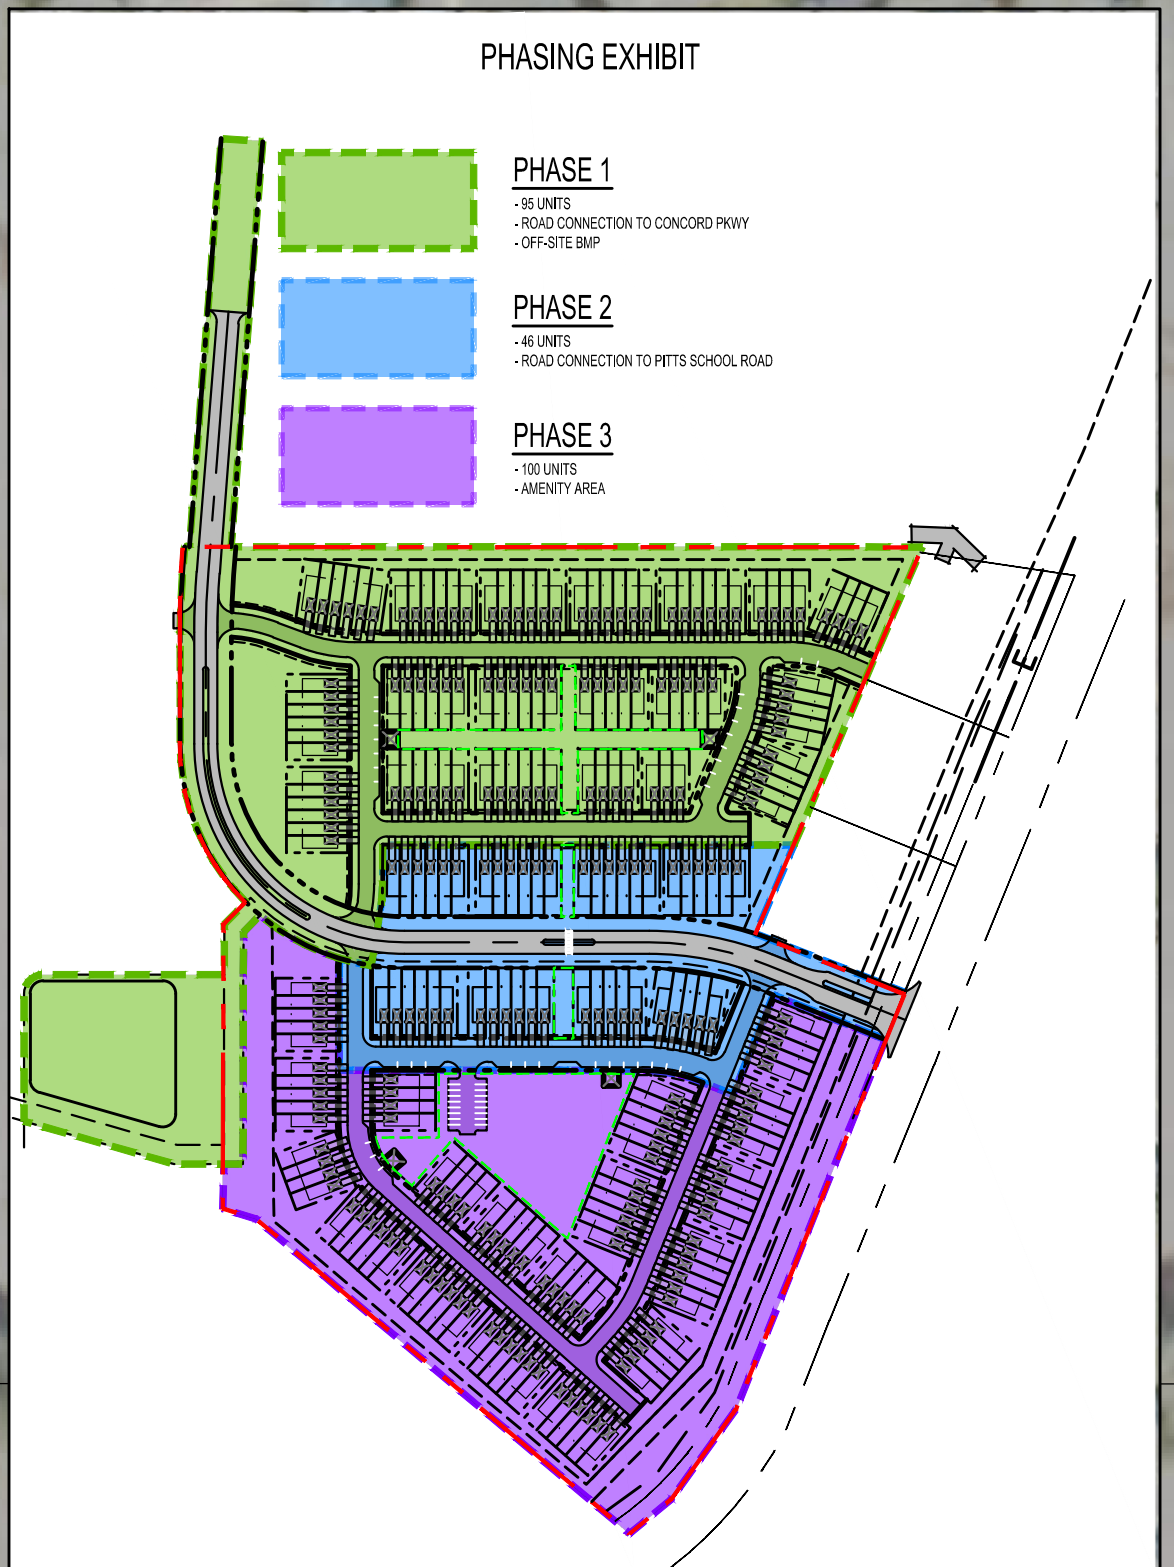 PHASING EXHIBIT
PHASE 1
- 95 UNITS
- ROAD CONNECTION TO CONCORD PKWY
- OFF-SITE BMP
PHASE 2
- 46 UNITS
- ROAD CONNECTION TO PITTS SCHOOL ROAD
PHASE 3
- 100 UNITS
- AMENITY AREA